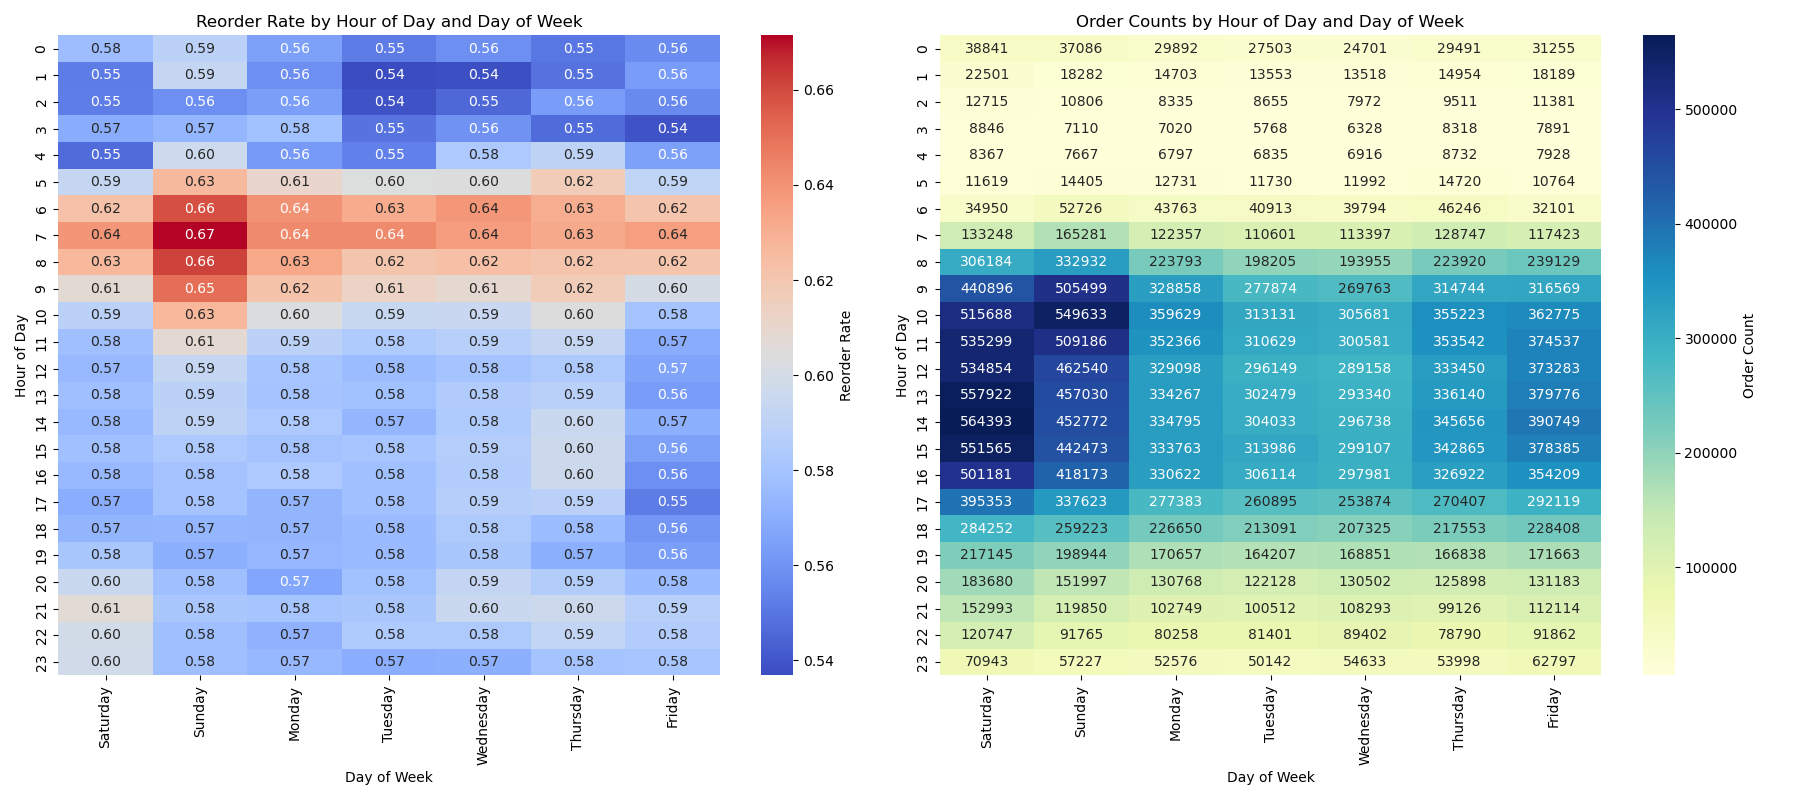 Reorder Rate by Hour of Day and Day of Week
Hour of Day
0 0.58 0.59 0.56 0.55 0.56 0.55 0.56
1 0.55 0.59 0.56 0.54 0.54 0.55 0.56
2 0.55 0.56 0.56 0.54 0.55 0.56 0.56
3 0.57 0.57 0.58 0.55 0.56 0.55 0.54
4 0.55 0.60 0.56 0.55 0.58 0.59 0.56
5 0.59 0.63 0.61 0.60 0.60 0.62 0.59
6 0.62 0.66 0.64 0.63 0.64 0.63 0.62
7 0.64 0.67 0.64 0.64 0.64 0.63 0.64
8 0.63 0.66 0.63 0.62 0.62 0.62 0.62
9 0.61 0.65 0.62 0.61 0.61 0.62 0.60
10 0.59 0.63 0.60 0.59 0.59 0.60 0.58
11 0.58 0.61 0.59 0.58 0.59 0.59 0.57
12 0.57 0.59 0.58 0.58 0.58 0.58 0.57
13 0.58 0.59 0.58 0.58 0.58 0.59 0.56
14 0.58 0.59 0.58 0.57 0.58 0.60 0.57
15 0.58 0.58 0.58 0.58 0.59 0.60 0.56
16 0.58 0.58 0.58 0.58 0.58 0.60 0.56
17 0.57 0.58 0.57 0.58 0.59 0.59 0.55
18 0.57 0.57 0.57 0.58 0.58 0.58 0.56
19 0.58 0.57 0.57 0.58 0.58 0.57 0.56
20 0.60 0.58 0.57 0.58 0.59 0.59 0.58
21 0.61 0.58 0.58 0.58 0.60 0.60 0.59
22 0.60 0.58 0.57 0.58 0.58 0.59 0.58
23 0.60 0.58 0.57 0.57 0.57 0.58 0.58
Saturday Sunday Monday Tuesday Wednesday Thursday Friday
Day of Week
0.66
0.64
0.62
0.60
0.58
0.56
0.54
Reorder Rate
Order Counts by Hour of Day and Day of Week
Hour of Day
0 38841 37086 29892 27503 24701 29491 31255
1 22501 18282 14703 13553 13518 14954 18189
2 12715 10806 8335 8655 7972 9511 11381
3 8846 7110 7020 5768 6328 8318 7891
4 8367 7667 6797 6835 6916 8732 7928
5 11619 14405 12731 11730 11992 14720 10764
6 34950 52726 43763 40913 39794 46246 32101
7 133248 165281 122357 110601 113397 128747 117423
8 306184 332932 223793 198205 193955 223920 239129
9 440896 505499 328858 277874 269763 314744 316569
10 515688 549633 359629 313131 305681 355223 362775
11 535299 509186 352366 310629 300581 353542 374537
12 534854 462540 329098 296149 289158 333450 373283
13 557922 457030 334267 302479 293340 336140 379776
14 564393 452772 334795 304033 296738 345656 390749
15 551565 442473 333763 313986 299107 342865 378385
16 501181 418173 330622 306114 297981 326922 354209
17 395353 337623 277383 260895 253874 270407 292119
18 284252 259223 226650 213091 207325 217553 228408
19 217145 198944 170657 164207 168851 166838 171663
20 183680 151997 130768 122128 130502 125898 131183
21 152993 119850 102749 100512 108293 99126 112114
22 120747 91765 80258 81401 89402 78790 91862
23 70943 57227 52576 50142 54633 53998 62797
Saturday Sunday Monday Tuesday Wednesday Thursday Friday
Day of Week
500000
400000
300000
200000
100000
Order Count